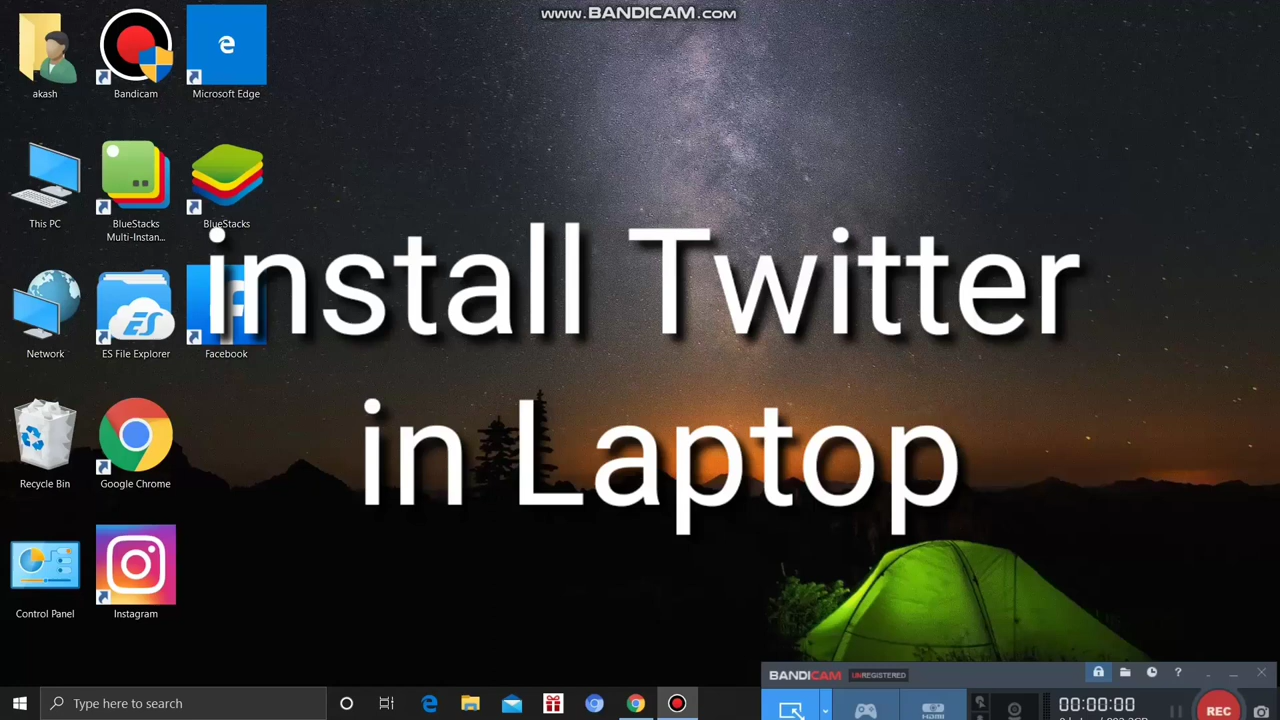 www.BANDICAM.com
akash
Bandicam
Microsoft Edge
This PC
BlueStacks
Multi-Instan...
BlueStacks
install Twitter
in Laptop
Network
ES File Explorer
Facebook
Recycle Bin
Google Chrome
Control Panel
Instagram
BANDICAM UNREGISTERED
Type here to search
HDMI
00:00:00
REC